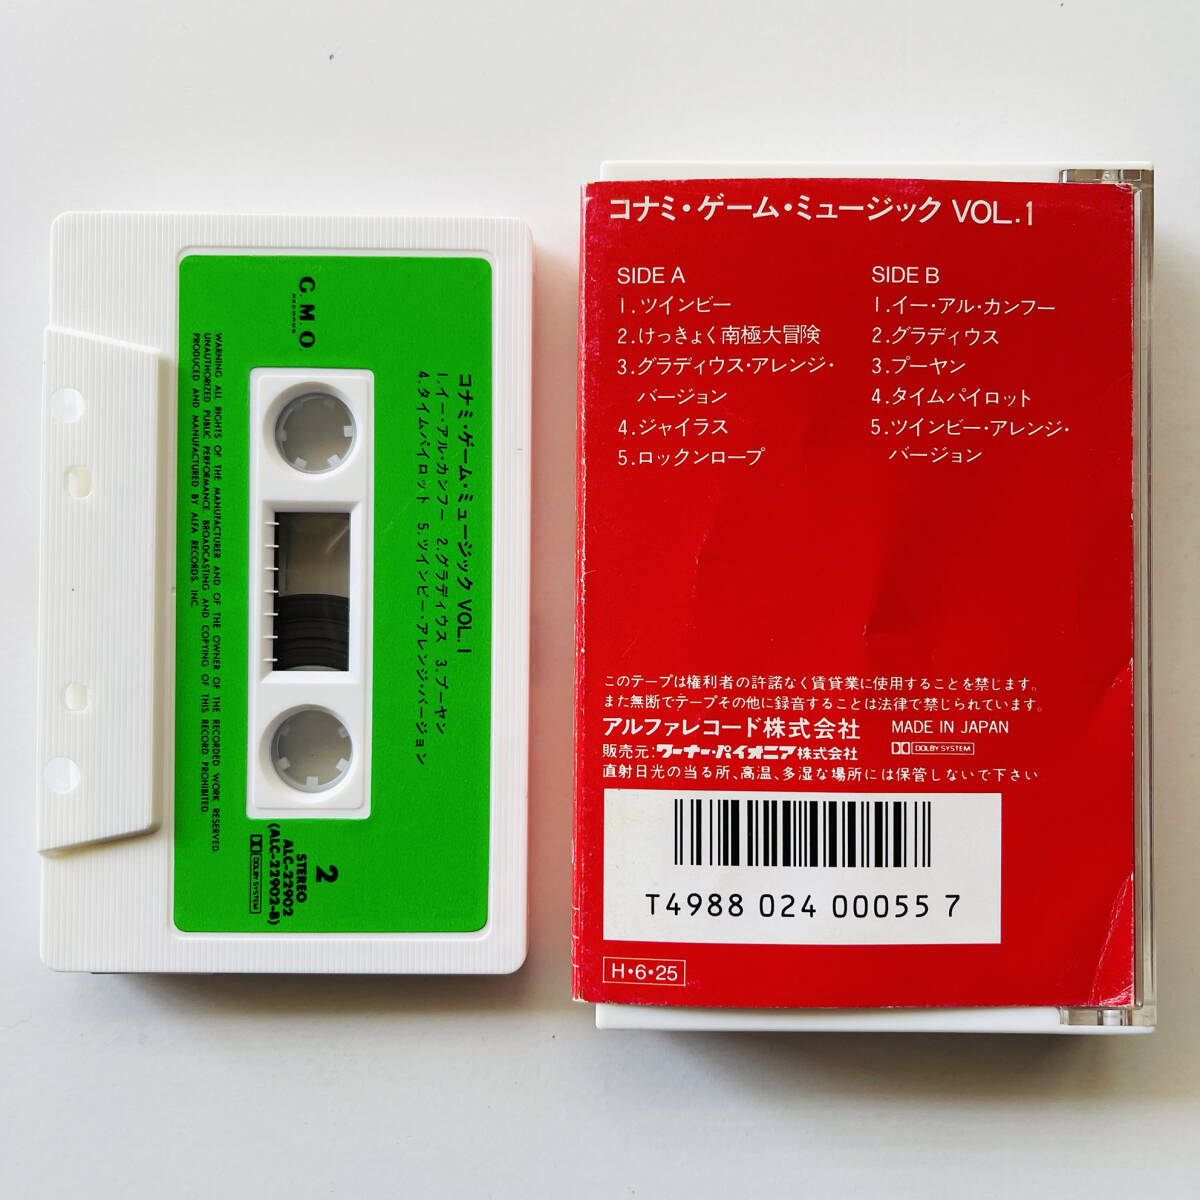 G.M.O.
RECORDS
コナミ・ゲーム・ミュージック VOL.1
1.イー・アル・カンフー 2.グラディウス 3.プーヤン
4.タイムパイロット 5.ツインビー・アレンジ・バージョン
WARNING ALL RIGHTS OF THE MANUFACTURER AND OF THE OWNER OF THE RECORDED WORK RESERVED.
UNAUTHORIZED PUBLIC PERFORMANCE BROADCASTING AND COPYING OF THIS RECORD PROHIBITED.
PRODUCED AND MANUFACTURED BY ALFA RECORDS, INC.
2
STEREO
ALC-22902
(ALC-22902-B)
DOLBY SYSTEM
コナミ・ゲーム・ミュージック VOL.1
SIDE A
1.ツインビー
2.けっきょく南極大冒険
3.グラディウス・アレンジ・
バージョン
4.ジャイラス
5.ロックンロープ
SIDE B
1.イー・アル・カンフー
2.グラディウス
3.プーヤン
4.タイムパイロット
5.ツインビー・アレンジ・
バージョン
このテープは権利者の許諾なく賃貸業に使用することを禁じます。
また無断でテープその他に録音することは法律で禁じられています。
アルファレコード株式会社 MADE IN JAPAN
販売元:ワーナー・パイオニア株式会社 DOLBY SYSTEM
直射日光の当る所、高温、多湿な場所には保管しないで下さい
T4988 024 00055 7
H・6・25